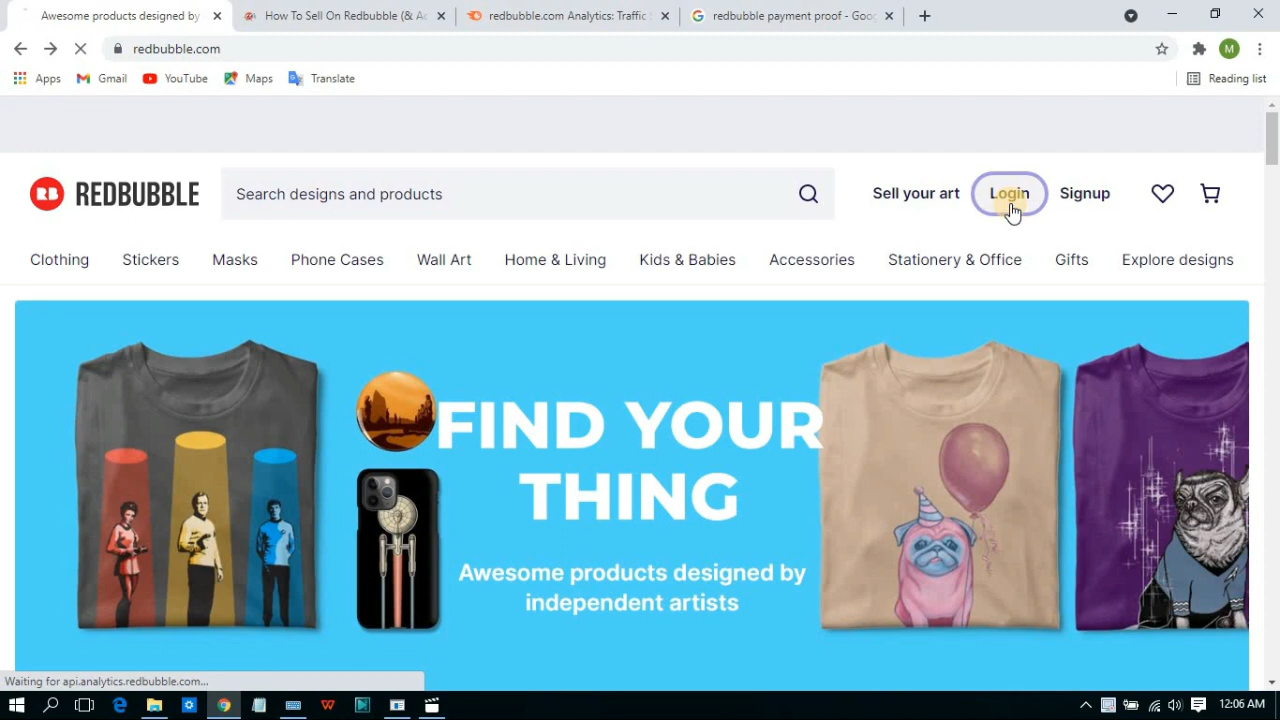 Awesome products designed by
How To Sell On Redbubble (& Ac
redbubble.com Analytics: Traffic S
redbubble payment proof - Goog
redbubble.com
M
Apps
Gmail
YouTube
Maps
Translate
Reading list
RB REDBUBBLE
Search designs and products
Sell your art
Login
Signup
Clothing
Stickers
Masks
Phone Cases
Wall Art
Home & Living
Kids & Babies
Accessories
Stationery & Office
Gifts
Explore designs
FIND YOUR
THING
Awesome products designed by
independent artists
Waiting for api.analytics.redbubble.com...
12:06 AM